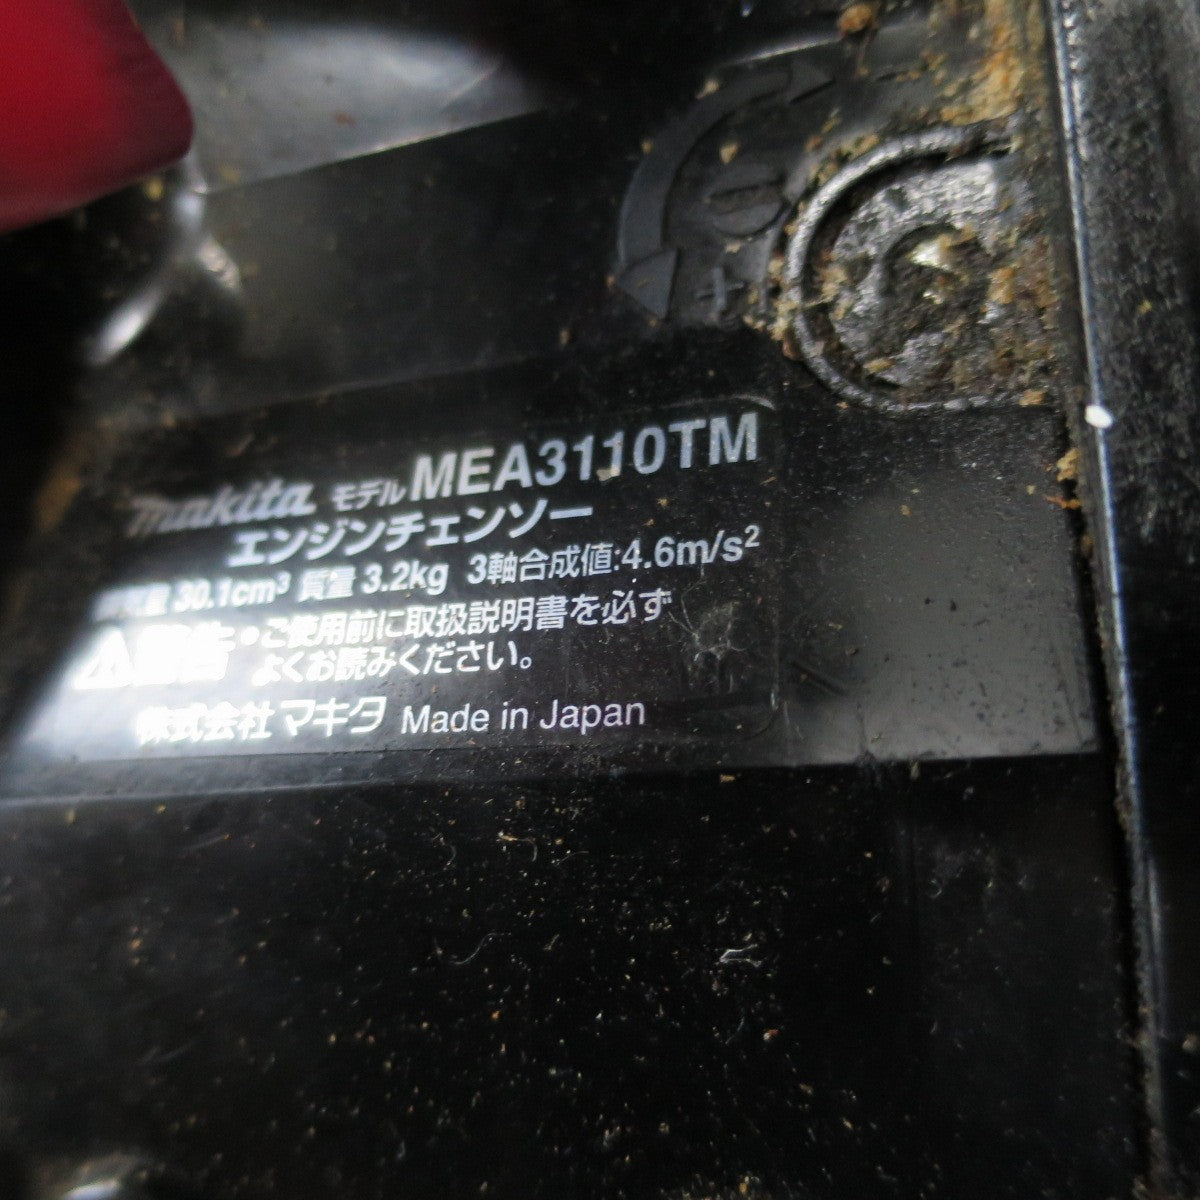 makita モデル MEA3110TM
エンジンチェンソー
量 30.1cm³ 質量 3.2kg 3軸合成値:4.6m/s²
警告・ご使用前に取扱説明書を必ず
よくお読みください。
株式会社マキタ Made in Japan